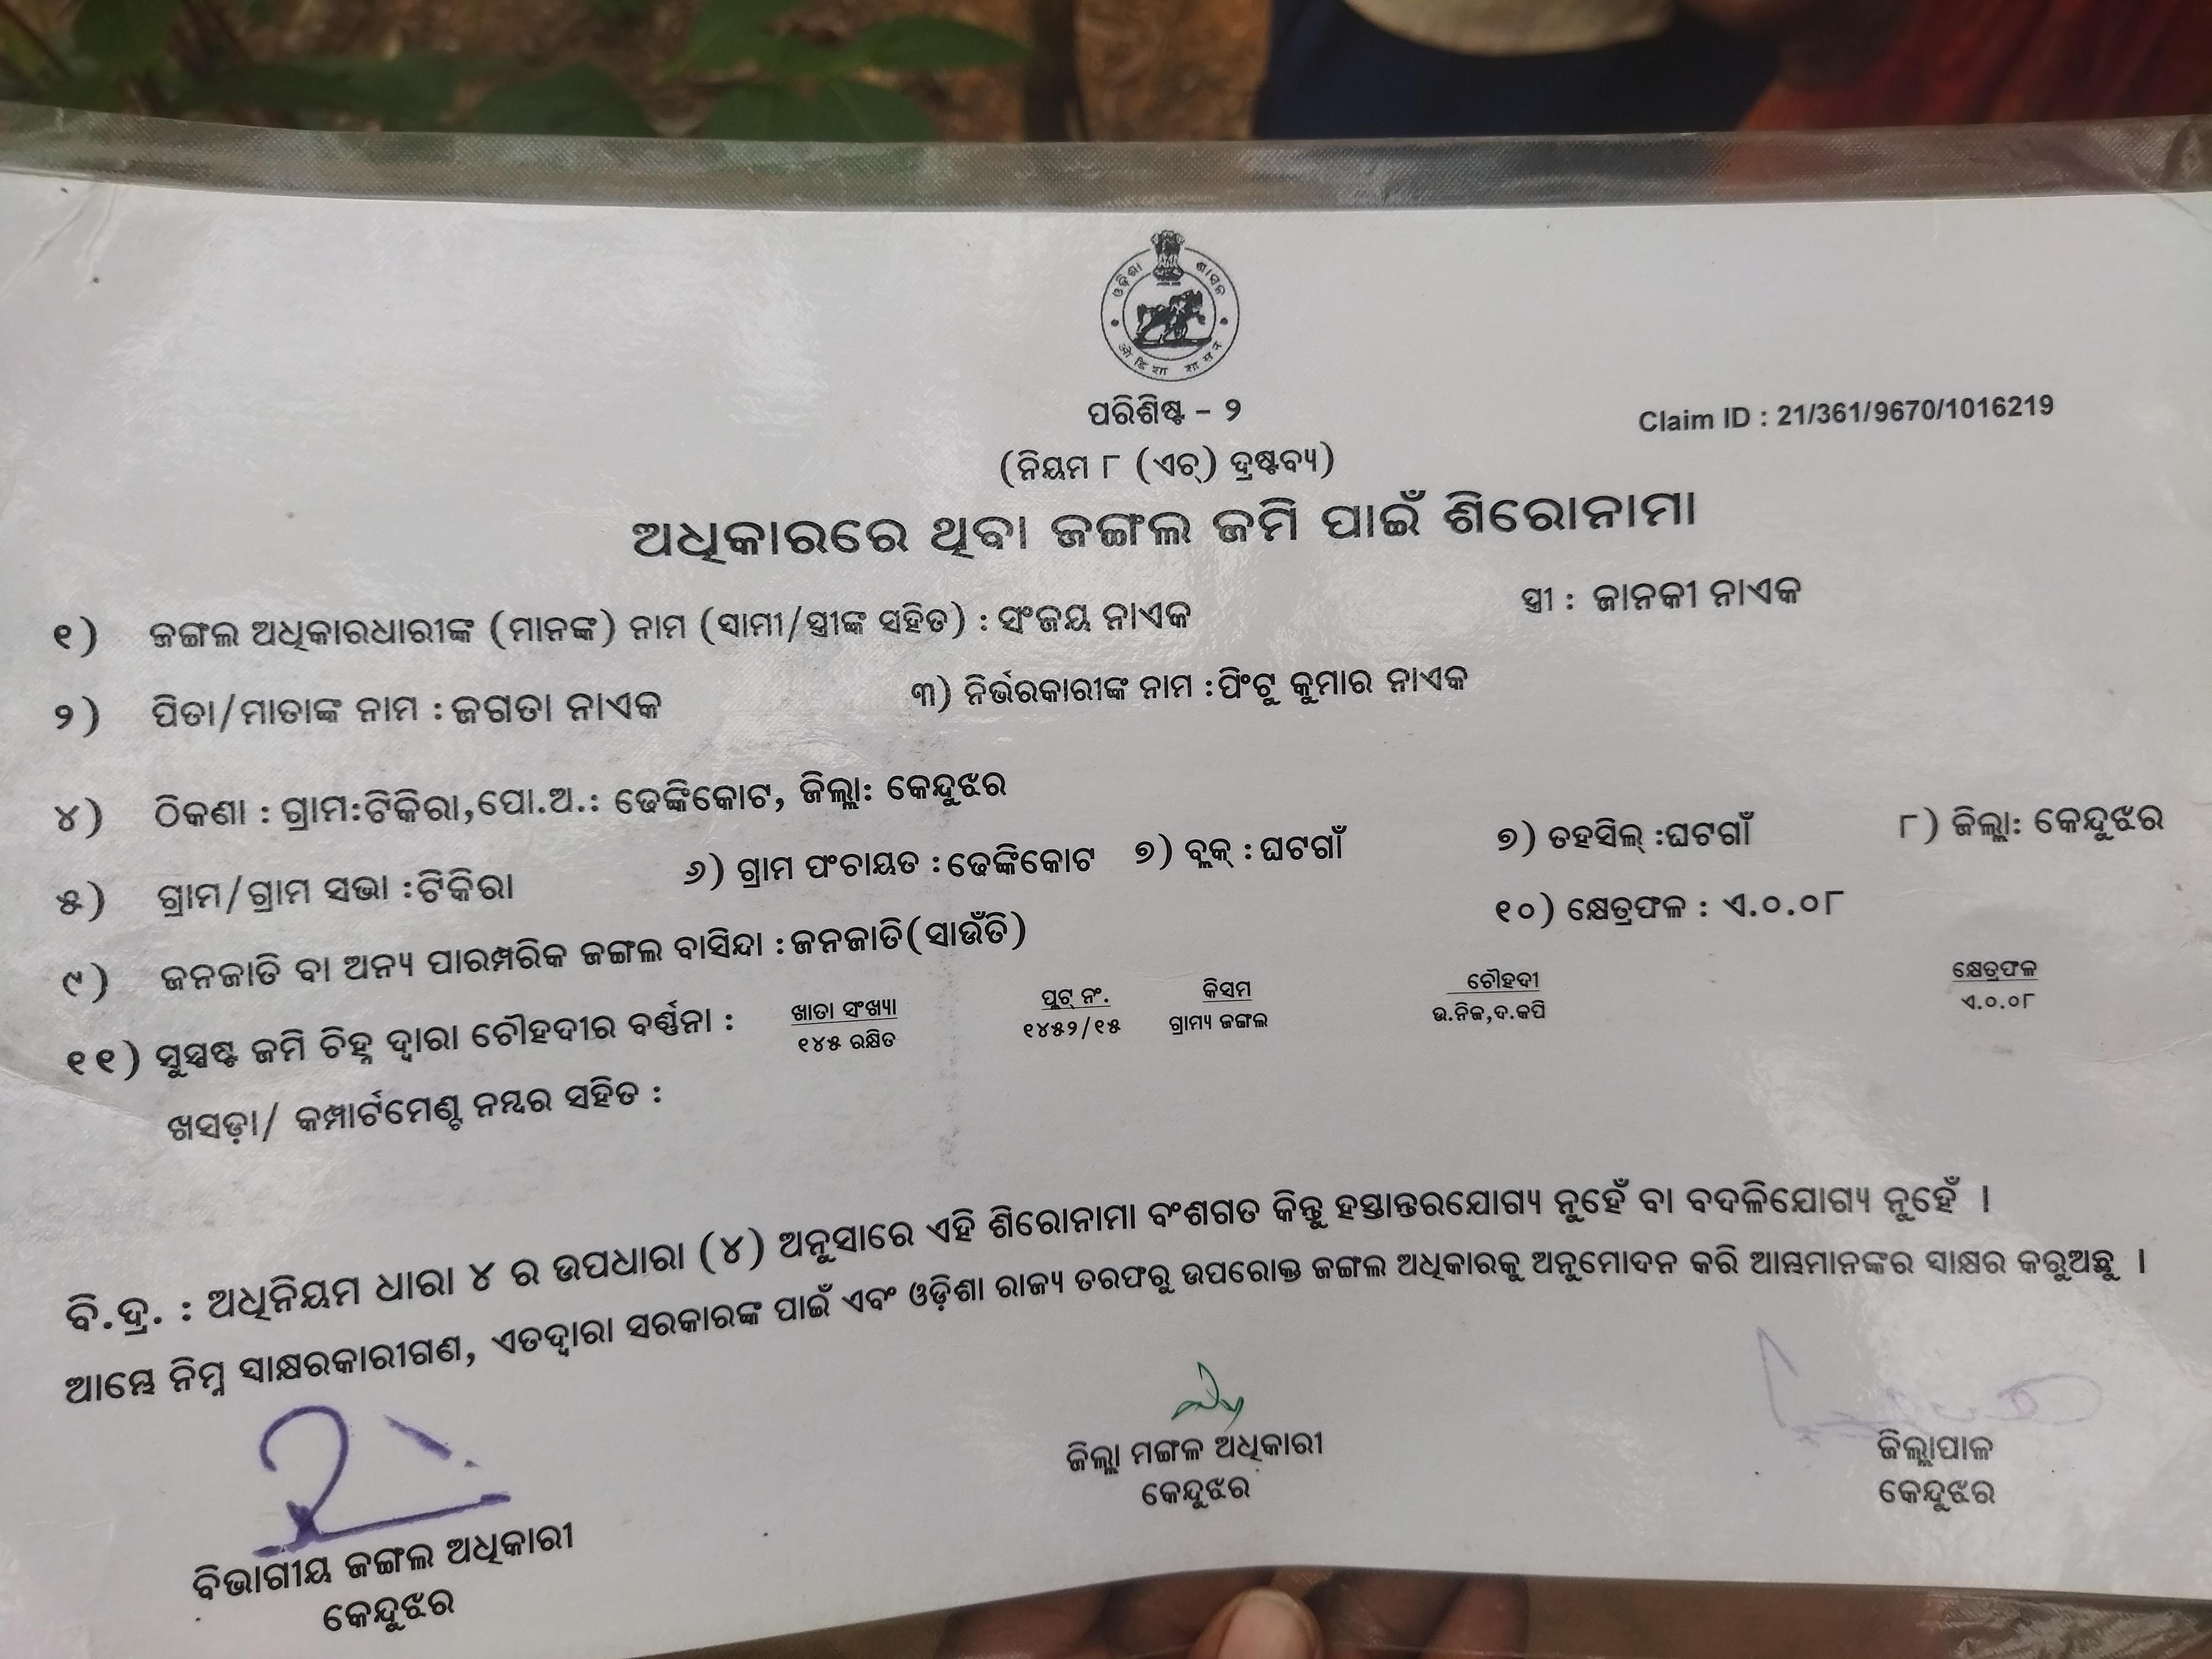 ଓଡ଼ିଶା ଶାସନ
ओडिशा शासन
ପରିଶିଷ୍ଟ - ୨
Claim ID : 21/361/9670/1016219
(ନିୟମ ୮ (ଏଚ୍) ଦ୍ରଷ୍ଟବ୍ୟ)
ଅଧିକାରରେ ଥିବା ଜଙ୍ଗଲ ଜମି ପାଇଁ ଶିରୋନାମା
୧) ଜଙ୍ଗଲ ଅଧିକାରଧାରୀଙ୍କ (ମାନଙ୍କ) ନାମ (ସ୍ୱାମୀ/ସ୍ତ୍ରୀଙ୍କ ସହିତ) : ସଂଜୟ ନାଏକ ସ୍ତ୍ରୀ : ଜାନକୀ ନାଏକ
୨) ପିତା/ମାତାଙ୍କ ନାମ : ଜଗତା ନାଏକ ୩) ନିର୍ଭରକାରୀଙ୍କ ନାମ :ପିଂଟୁ କୁମାର ନାଏକ
୪) ଠିକଣା : ଗ୍ରାମ:ଟିକିରା,ପୋ.ଅ.: ଢେଙ୍କିକୋଟ, ଜିଲ୍ଲା: କେନ୍ଦୁଝର
୫) ଗ୍ରାମ/ଗ୍ରାମ ସଭା :ଟିକିରା ୬) ଗ୍ରାମ ପଂଚାୟତ : ଢେଙ୍କିକୋଟ ୭) ବ୍ଲକ୍ : ଘଟଗାଁ ୭) ତହସିଲ୍ :ଘଟଗାଁ ୮) ଜିଲ୍ଲା: କେନ୍ଦୁଝର
୯) ଜନଜାତି ବା ଅନ୍ୟ ପାରମ୍ପରିକ ଜଙ୍ଗଲ ବାସିନ୍ଦା : ଜନଜାତି(ସାଉଁତି) ୧୦) କ୍ଷେତ୍ରଫଳ : ଏ.୦.୦୮
୧୧) ସୁସ୍ପଷ୍ଟ ଜମି ଚିହ୍ନ ଦ୍ୱାରା ଚୌହଦୀର ବର୍ଣ୍ଣନା : ଖାତା ସଂଖ୍ୟା ପ୍ଲଟ୍ ନଂ. କିସମ ଚୌହଦୀ କ୍ଷେତ୍ରଫଳ
୧୪୫ ରକ୍ଷିତ ୧୪୫୨/୧୫ ଗ୍ରାମ୍ୟ ଜଙ୍ଗଲ ଉ.ନିଜ,ଦ.କପି ଏ.୦.୦୮
ଖସଡ଼ା/ କମ୍ପାର୍ଟମେଣ୍ଟ ନମ୍ବର ସହିତ :
ବି.ଦ୍ର. : ଅଧିନିୟମ ଧାରା ୪ ର ଉପଧାରା (୪) ଅନୁସାରେ ଏହି ଶିରୋନାମା ବଂଶଗତ କିନ୍ତୁ ହସ୍ତାନ୍ତରଯୋଗ୍ୟ ନୁହେଁ ବା ବଦଳିଯୋଗ୍ୟ ନୁହେଁ ।
ଆମ୍ଭେ ନିମ୍ନ ସ୍ୱାକ୍ଷରକାରୀଗଣ, ଏତଦ୍ୱାରା ସରକାରଙ୍କ ପାଇଁ ଏବଂ ଓଡ଼ିଶା ରାଜ୍ୟ ତରଫରୁ ଉପରୋକ୍ତ ଜଙ୍ଗଲ ଅଧିକାରକୁ ଅନୁମୋଦନ କରି ଆମ୍ଭମାନଙ୍କର ସ୍ୱାକ୍ଷର କରୁଅଛୁ ।
ବିଭାଗୀୟ ଜଙ୍ଗଲ ଅଧିକାରୀ
କେନ୍ଦୁଝର
ଜିଲ୍ଲା ମଙ୍ଗଳ ଅଧିକାରୀ
କେନ୍ଦୁଝର
ଜିଲ୍ଲାପାଳ
କେନ୍ଦୁଝର